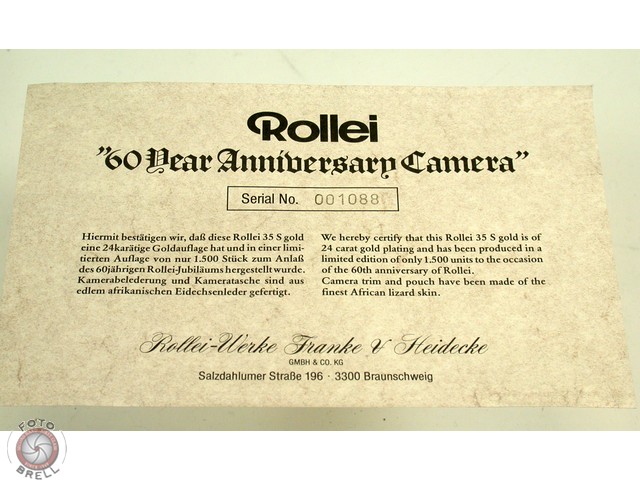 Rollei
"60 Year Anniversary Camera"
Serial No. 001088
Hiermit bestätigen wir, daß diese Rollei 35 S gold
eine 24karätige Goldauflage hat und in einer limi-
tierten Auflage von nur 1.500 Stück zum Anlaß
des 60jährigen Rollei-Jubiläums hergestellt wurde.
Kamerabelederung und Kameratasche sind aus
edlem afrikanischen Eidechsenleder gefertigt.
We hereby certify that this Rollei 35 S gold is of
24 carat gold plating and has been produced in a
limited edition of only 1.500 units to the occasion
of the 60th anniversary of Rollei.
Camera trim and pouch have been made of the
finest African lizard skin.
Rollei-Werke Franke & Heidecke
GMBH & CO. KG
Salzdahlumer Straße 196 · 3300 Braunschweig
FOTO
BRELL